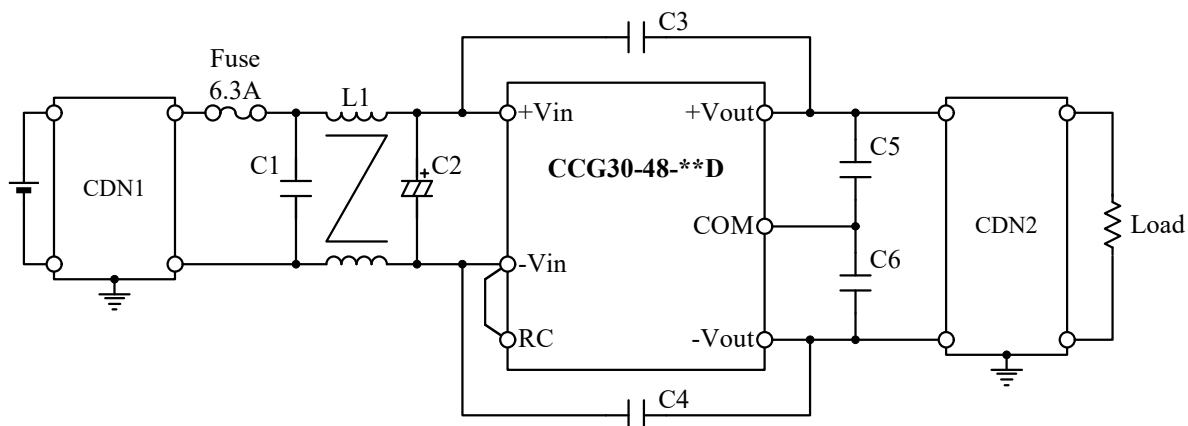 C3
Fuse
6.3A
L1
+Vin
+Vout
C1
+
C2
CCG30-48-**D
C5
CDN1
COM
CDN2
Load
-Vin
C6
RC
-Vout
C4